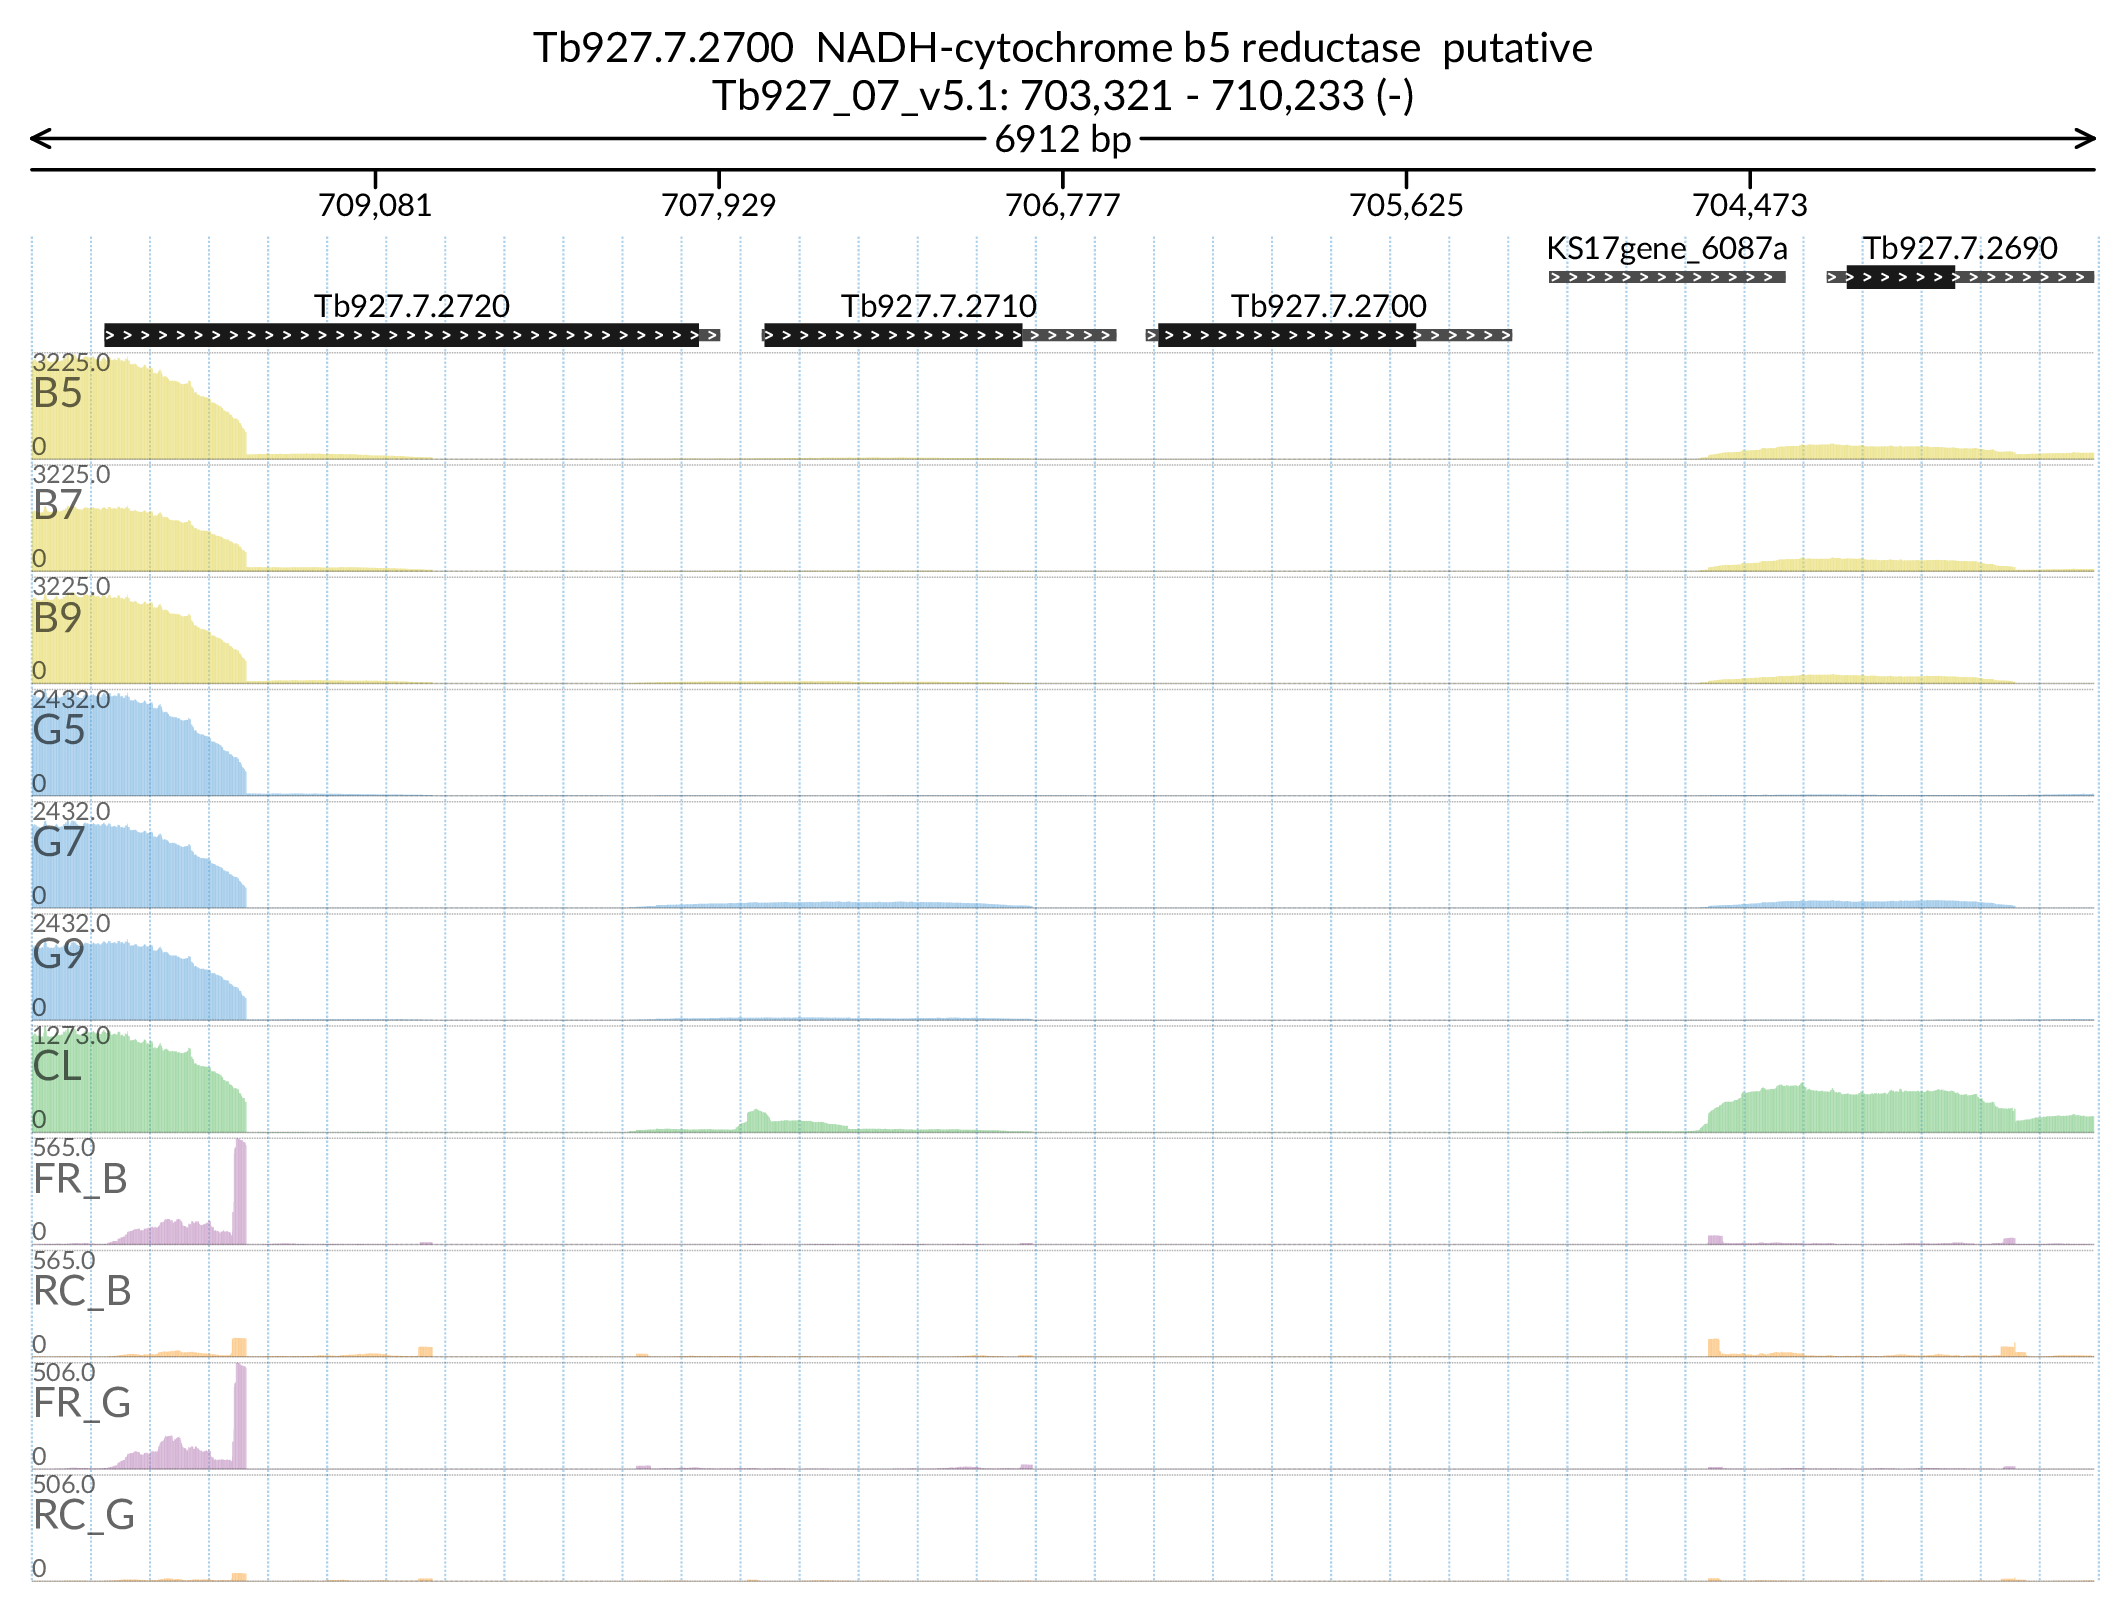 Tb927.7.2700  NADH-cytochrome b5 reductase  putative
Tb927_07_v5.1: 703,321 - 710,233 (-)
6912 bp
709,081 707,929 706,777 705,625 704,473
KS17gene_6087a Tb927.7.2690
Tb927.7.2720 Tb927.7.2710 Tb927.7.2700
3225.0
B5
0
3225.0
B7
0
3225.0
B9
0
2432.0
G5
0
2432.0
G7
0
2432.0
G9
0
1273.0
CL
0
565.0
FR_B
0
565.0
RC_B
0
506.0
FR_G
0
506.0
RC_G
0